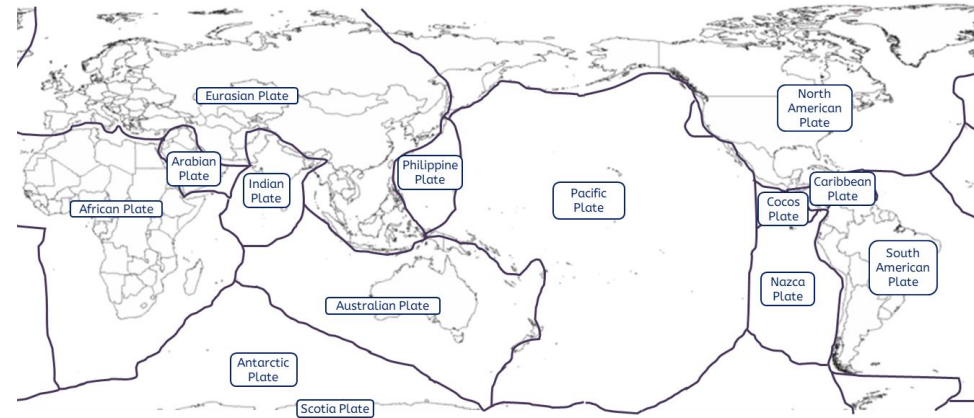 Eurasian Plate
North
American
Plate
Arabian
Plate
Philippine
Plate
Indian
Plate
Caribbean
Plate
Pacific
Plate
Cocos
Plate
African Plate
South
American
Plate
Nazca
Plate
Australian Plate
Antarctic
Plate
Scotia Plate